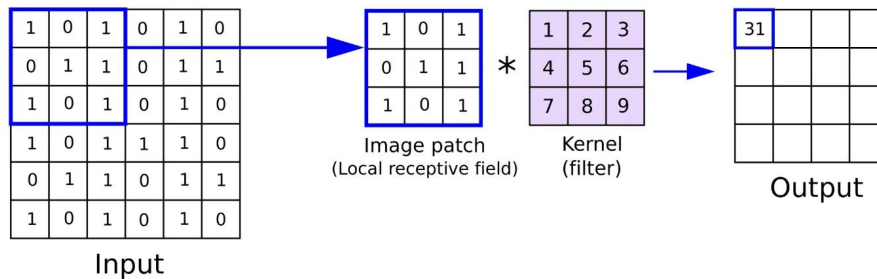 1 0 1 0 1 0
0 1 1 0 1 1
1 0 1 0 1 0
1 0 1 1 1 0
0 1 1 0 1 1
1 0 1 0 1 0
Input
1 0 1
0 1 1
1 0 1
Image patch
(Local receptive field)
*
1 2 3
4 5 6
7 8 9
Kernel
(filter)
31
Output